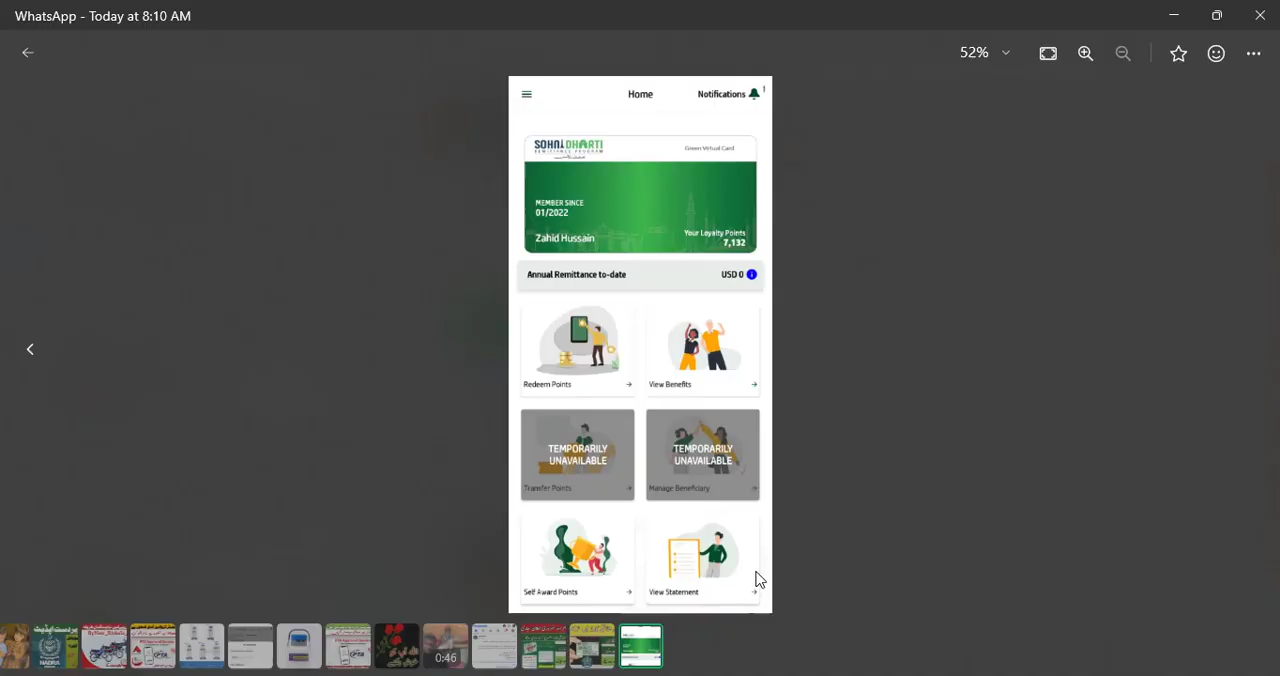 WhatsApp - Today at 8:10 AM
52%
Home
Notifications
SOHNI DHARTI
REMITTANCE PROGRAM
Green Virtual Card
MEMBER SINCE
01/2022
Zahid Hussain
Your Loyalty Points
7,132
Annual Remittance to-date
USD 0
Redeem Points
View Benefits
TEMPORARILY
UNAVAILABLE
Transfer Points
TEMPORARILY
UNAVAILABLE
Manage Beneficiary
Self Award Points
View Statement
NADRA
0:46